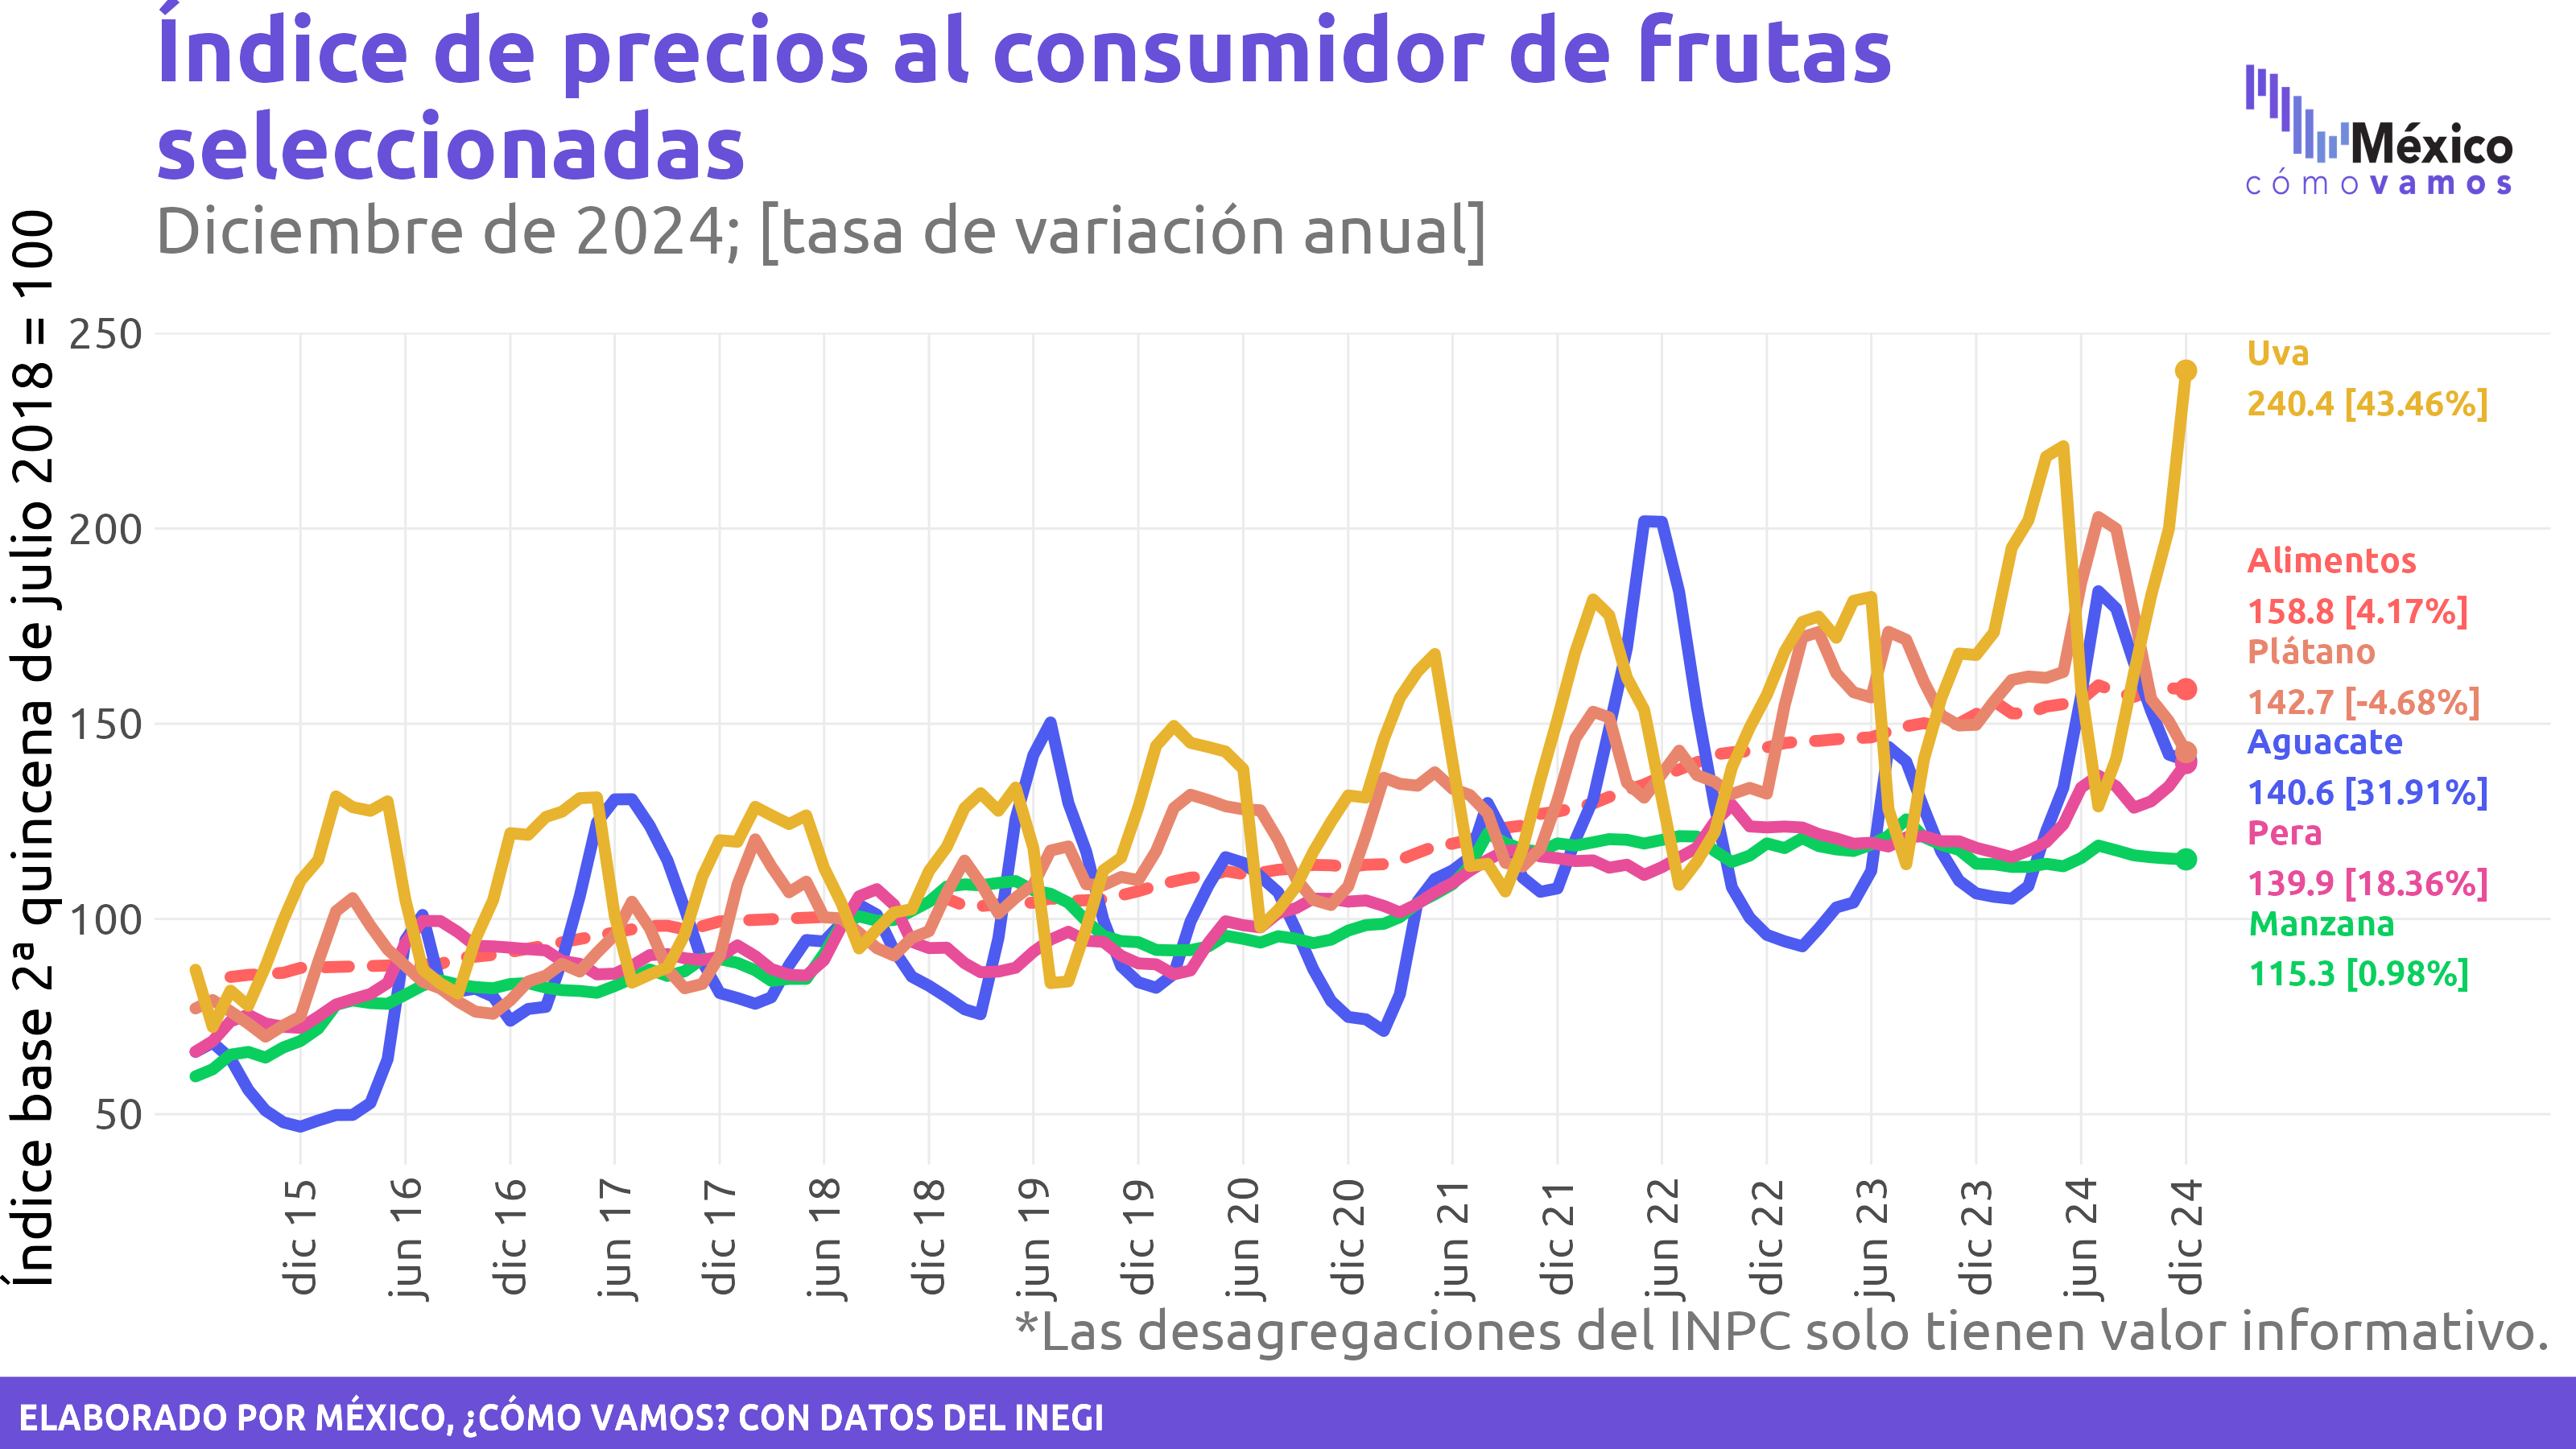 Índice de precios al consumidor de frutas
seleccionadas
Diciembre de 2024; [tasa de variación anual]
México
cómo vamos
Índice base 2ª quincena de julio 2018 = 100
250
200
150
100
50
Uva
240.4 [43.46%]
Alimentos
158.8 [4.17%]
Plátano
142.7 [-4.68%]
Aguacate
140.6 [31.91%]
Pera
139.9 [18.36%]
Manzana
115.3 [0.98%]
dic 15
jun 16
dic 16
jun 17
dic 17
jun 18
dic 18
jun 19
dic 19
jun 20
dic 20
jun 21
dic 21
jun 22
dic 22
jun 23
dic 23
jun 24
dic 24
*Las desagregaciones del INPC solo tienen valor informativo.
ELABORADO POR MÉXICO, ¿CÓMO VAMOS? CON DATOS DEL INEGI